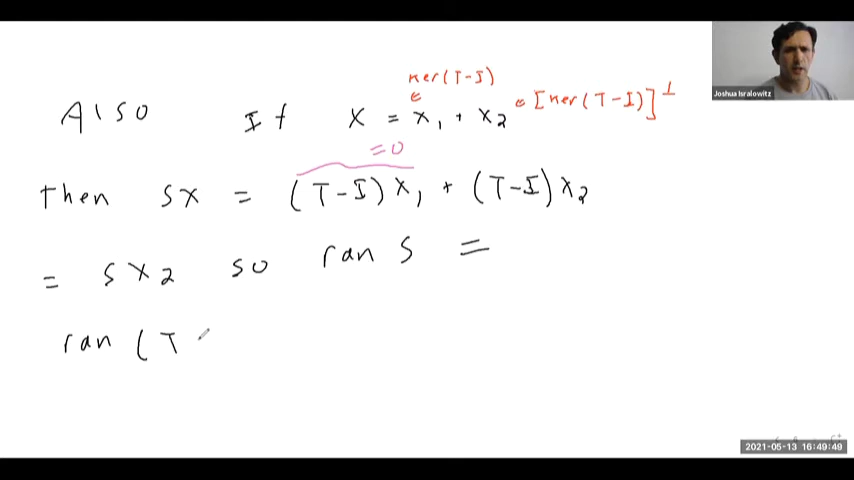 ker(T-I)
∈
Also If x = x₁ + x₂ ∈ [ker(T-I)]⊥
=0
Then Sx = (T-I)x₁ + (T-I)x₂
= Sx₂ so ran S =
ran (T -
Joshua Isralowitz
2021-05-13 16:49:49